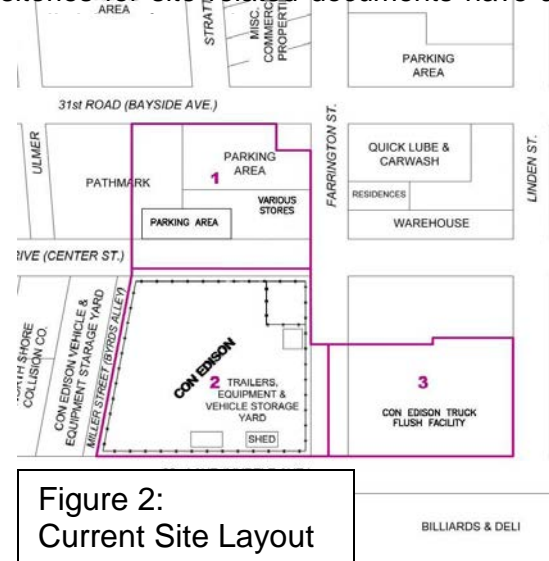 AREA
MISC.
COMMERC
PROPERTI
PARKING
AREA
31st ROAD (BAYSIDE AVE.)
ULMER
PATHMARK
1
PARKING
AREA
VARIOUS
STORES
PARKING AREA
FARRINGTON ST.
QUICK LUBE &
CARWASH
RESIDENCES
WAREHOUSE
LINDEN ST.
(CENTER ST.)
COLLISION CO.
CON EDISON VEHICLE &
EQUIPMENT STARAGE YARD
MILLER STREET (BYRDS ALLEY)
CON EDISON
2
TRAILERS,
EQUIPMENT &
VEHICLE STORAGE
YARD
SHED
3
CON EDISON TRUCK
FLUSH FACILITY
Figure 2:
Current Site Layout
BILLIARDS & DELI